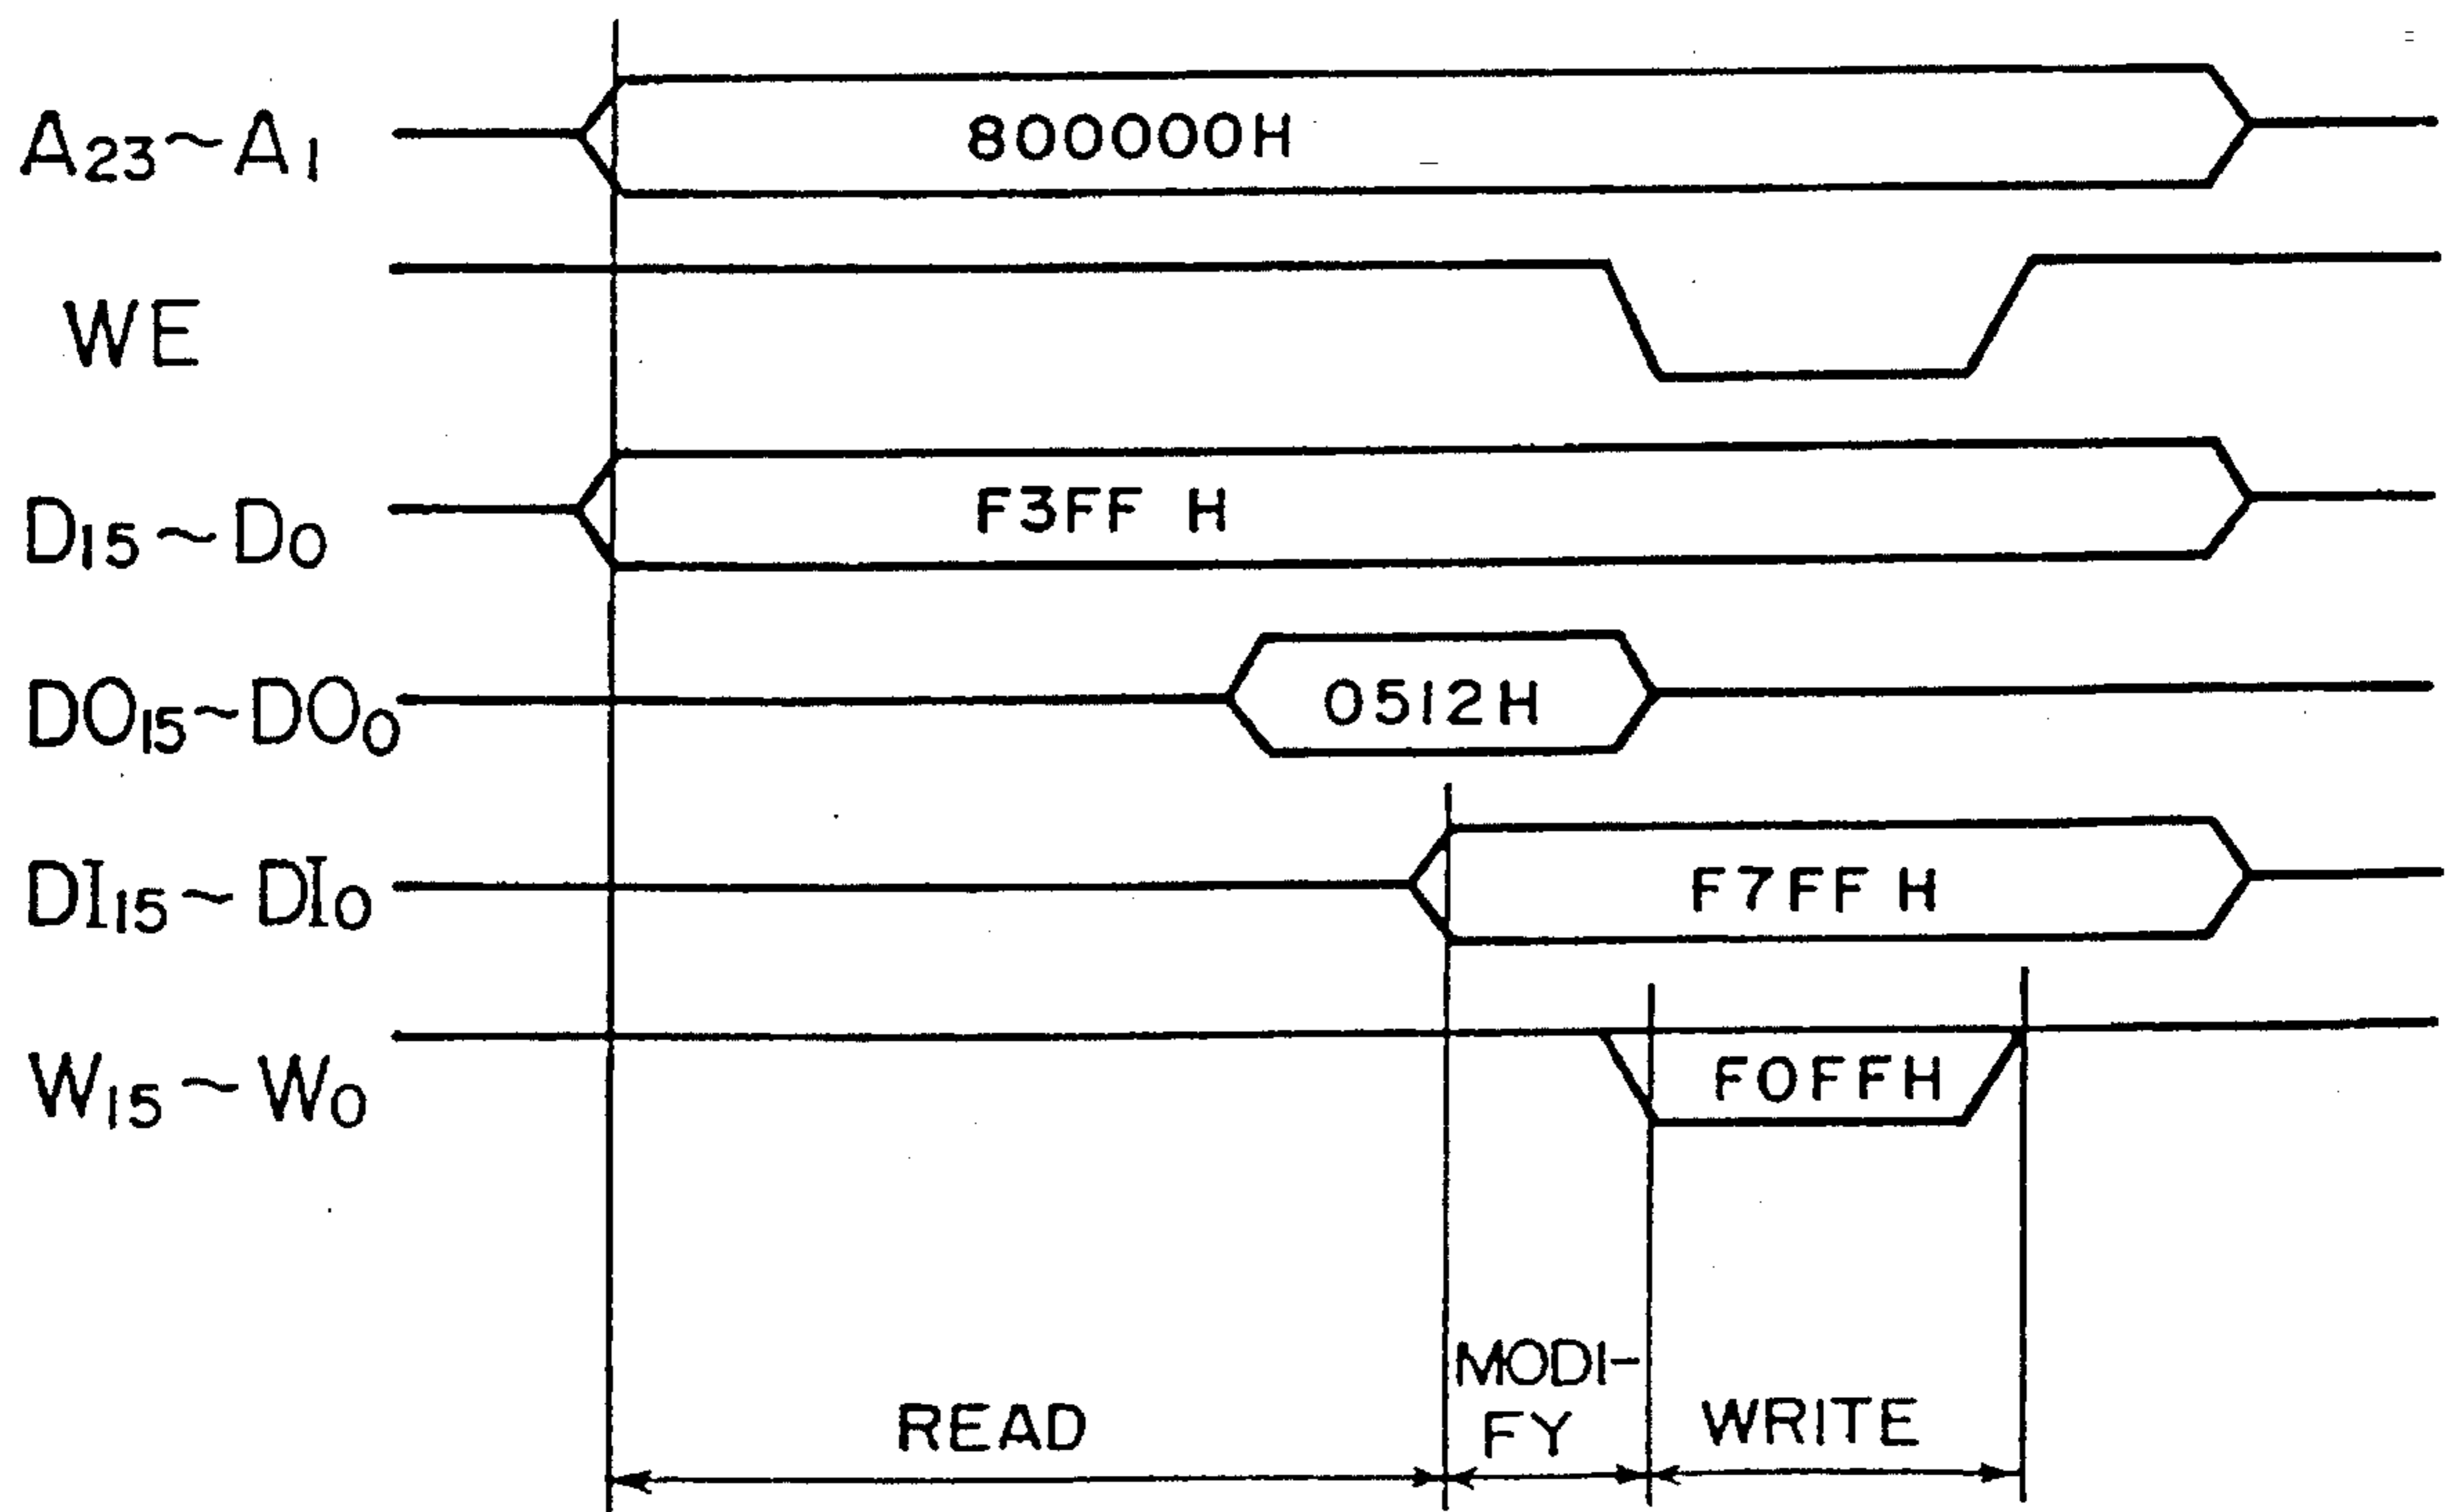 A23~A1 800000H
WE
D15~D0 F3FF H
DO15~DO0 0512H
DI15~DI0 F7FF H
W15~W0 F0FFH
READ
MODI-
FY
WRITE